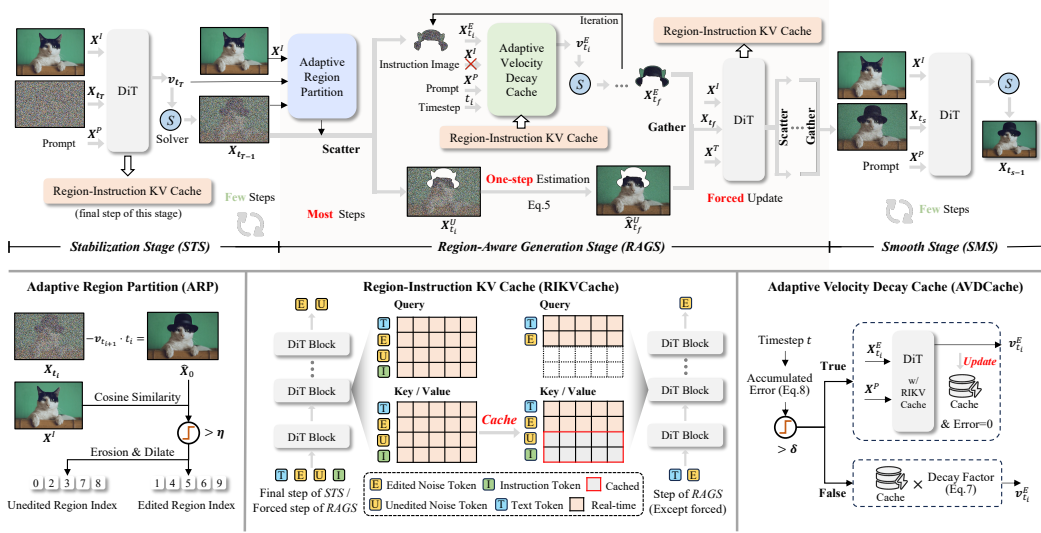 X^I
X_{t_T}
X^P
Prompt
DiT
v_{t_T}
S
Solver
X^I
X_{t_{T-1}}
Region-Instruction KV Cache
(final step of this stage)
Few Steps
Adaptive
Region
Partition
Scatter
Most Steps
Instruction Image
Prompt
Timestep
X^E_{t_i}
X^I
X^P
t_i
Adaptive
Velocity
Decay
Cache
Region-Instruction KV Cache
v^E_{t_i}
Iteration
S
...
X^E_{t_f}
X^U_{t_i}
One-step Estimation
Eq.5
X̂^U_{t_f}
Gather
Region-Instruction KV Cache
X^I
X_{t_f}
X^T
DiT
Forced Update
Scatter
Gather
X^I
X_{t_s}
X^P
Prompt
DiT
S
X_{t_{s-1}}
Few Steps
Stabilization Stage (STS)
Region-Aware Generation Stage (RAGS)
Smooth Stage (SMS)
Adaptive Region Partition (ARP)
-v_{t_{i+1}} · t_i =
X_{t_i}
X̂_0
Cosine Similarity
X^I
> η
Erosion & Dilate
0 2 3 7 8
1 4 5 6 9
Unedited Region Index
Edited Region Index
Region-Instruction KV Cache (RIKVCache)
E U
DiT Block
DiT Block
DiT Block
T E U I
Final step of STS /
Forced step of RAGS
Query
T
E
U
I
Key / Value
T
E
U
I
Cache
Query
T
E
Key / Value
T
E
U
I
E
DiT Block
DiT Block
DiT Block
T E
Step of RAGS
(Except forced)
E Edited Noise Token
I Instruction Token
Cached
U Unedited Noise Token
T Text Token
Real-time
Adaptive Velocity Decay Cache (AVDCache)
Timestep t
Accumulated
Error (Eq.8)
> δ
True
False
X^E_{t_i}
X^P
DiT
w/
RIKV
Cache
v^E_{t_i}
Update
Cache
& Error=0
Cache
× Decay Factor
(Eq.7)
v^E_{t_i}